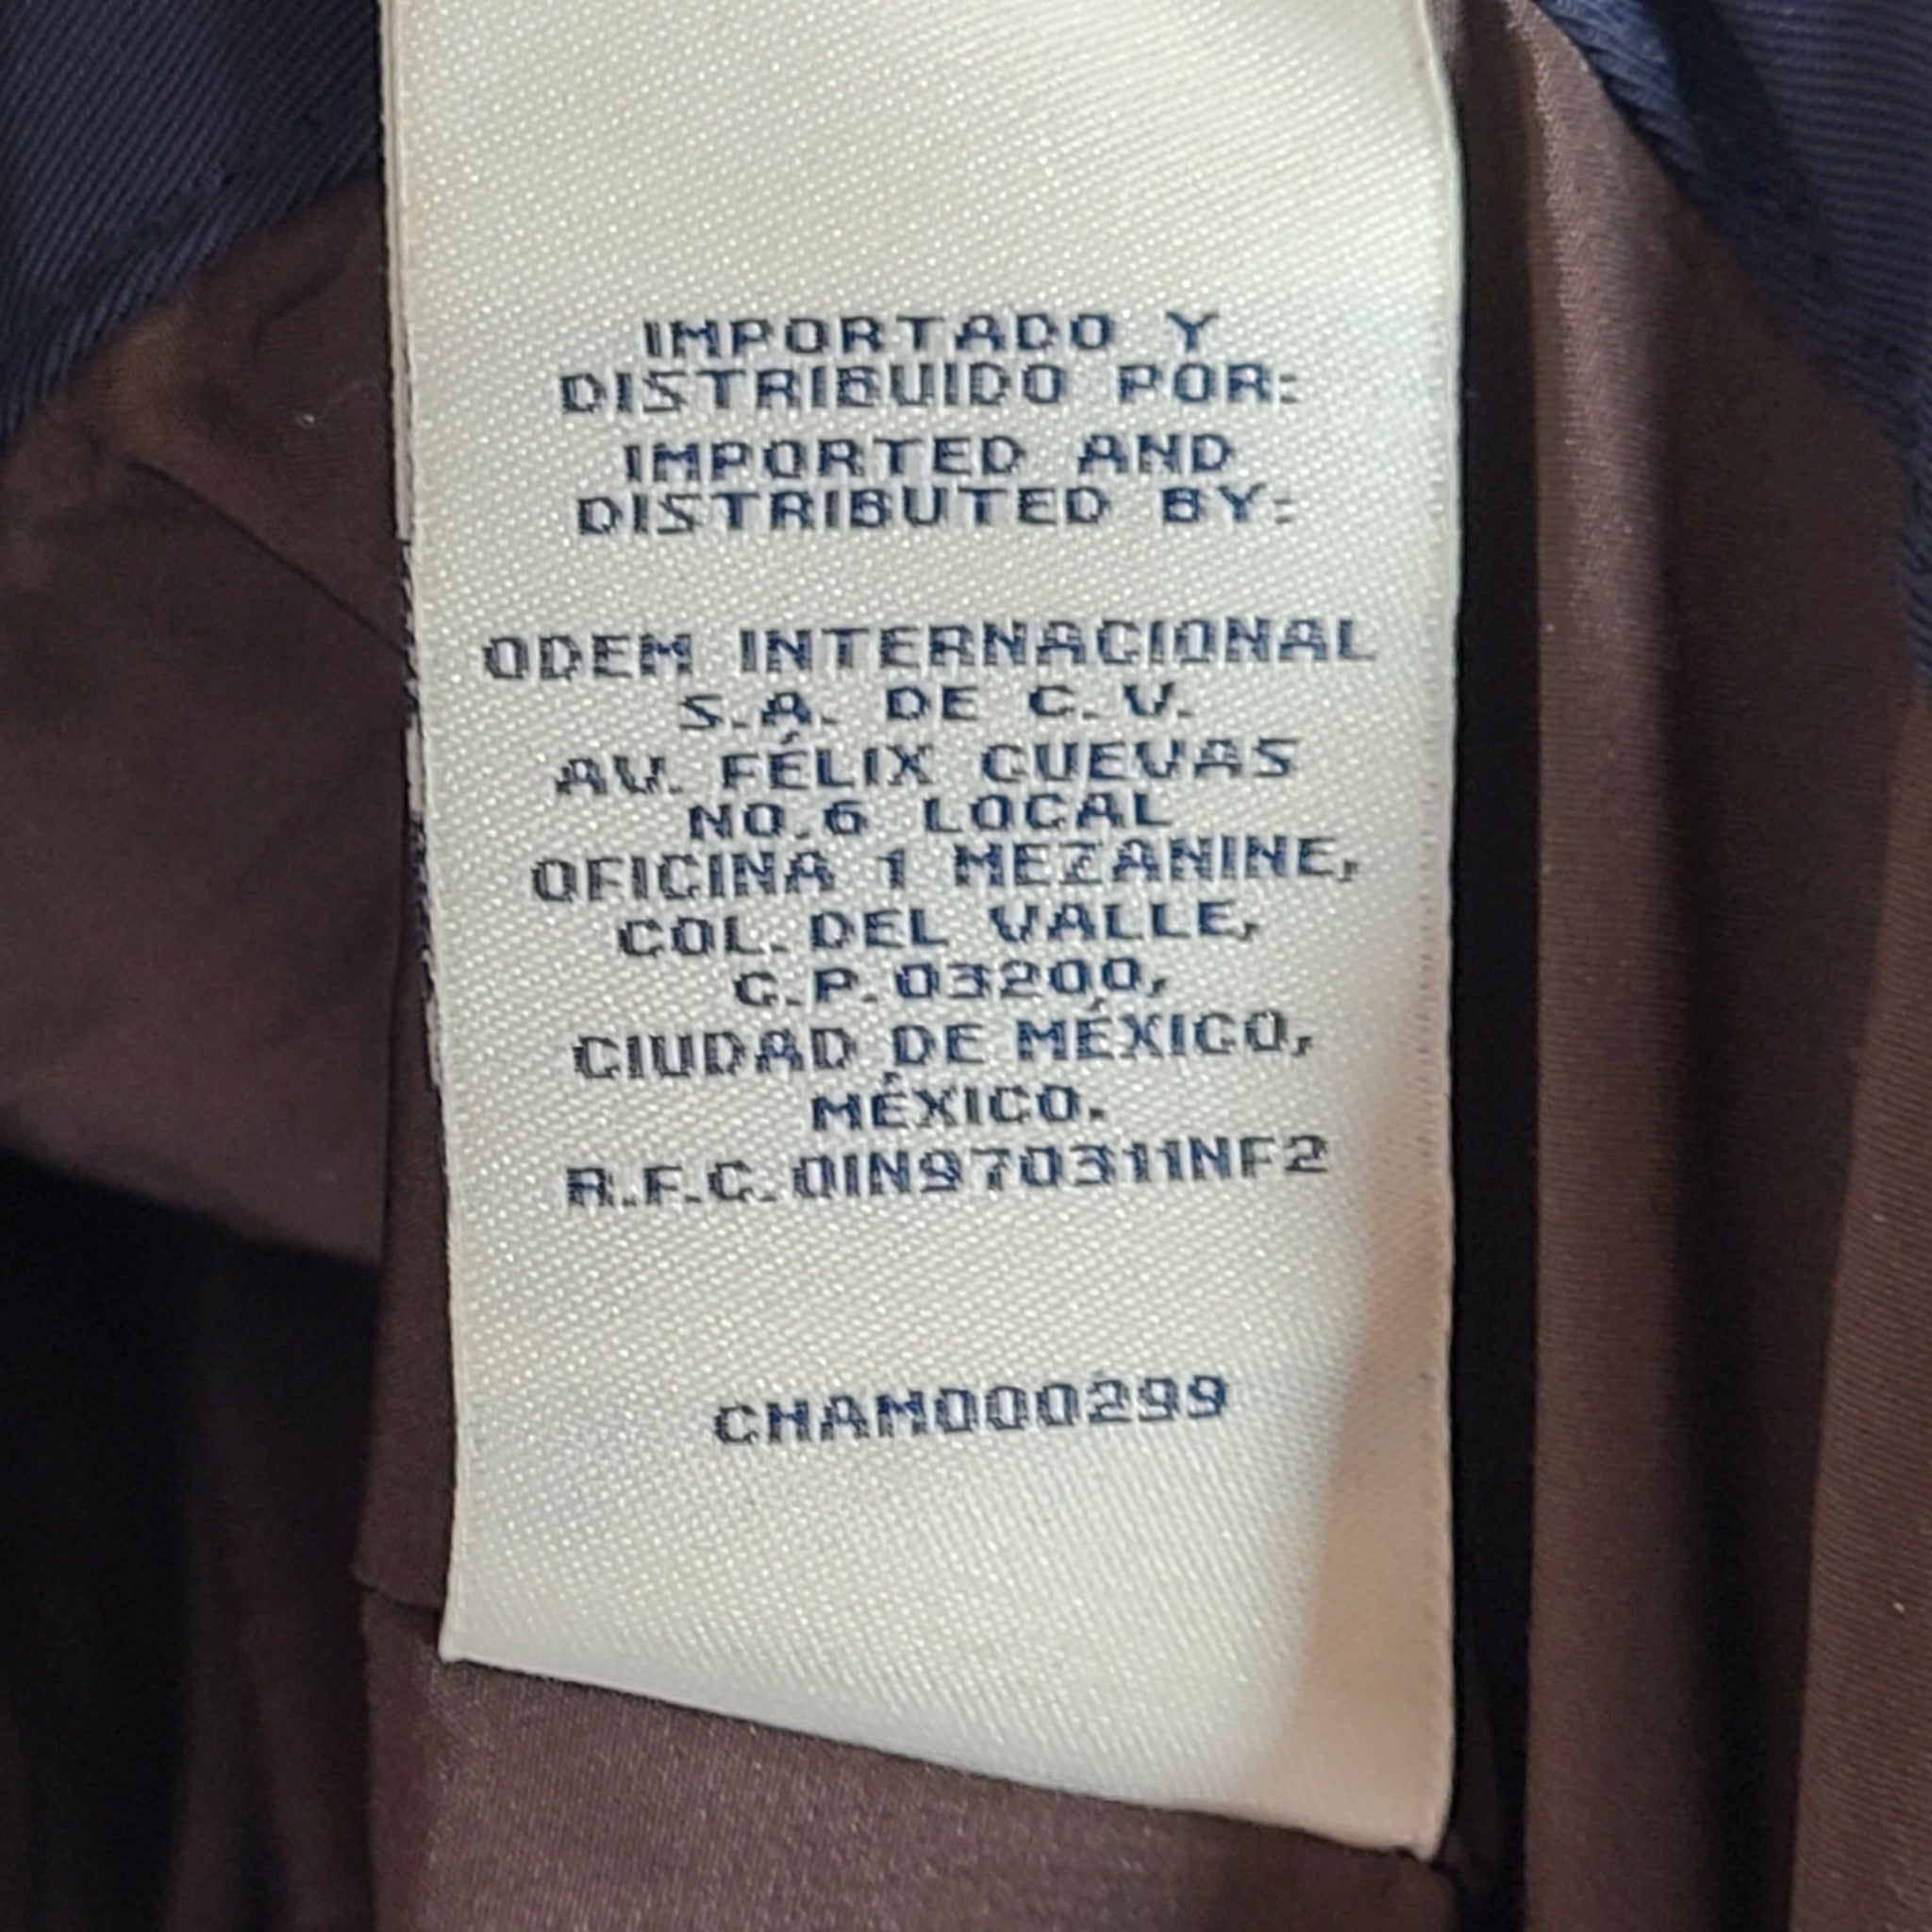 IMPORTADO Y
DISTRIBUIDO POR:
IMPORTED AND
DISTRIBUTED BY:
ODEM INTERNACIONAL
S.A. DE C.V.
AV. FÉLIX CUEVAS
NO.6 LOCAL
OFICINA 1 MEZANINE,
COL. DEL VALLE,
C.P. 03200,
CIUDAD DE MÉXICO,
MÉXICO.
R.F.C. OIN970311NF2
CHAM000299